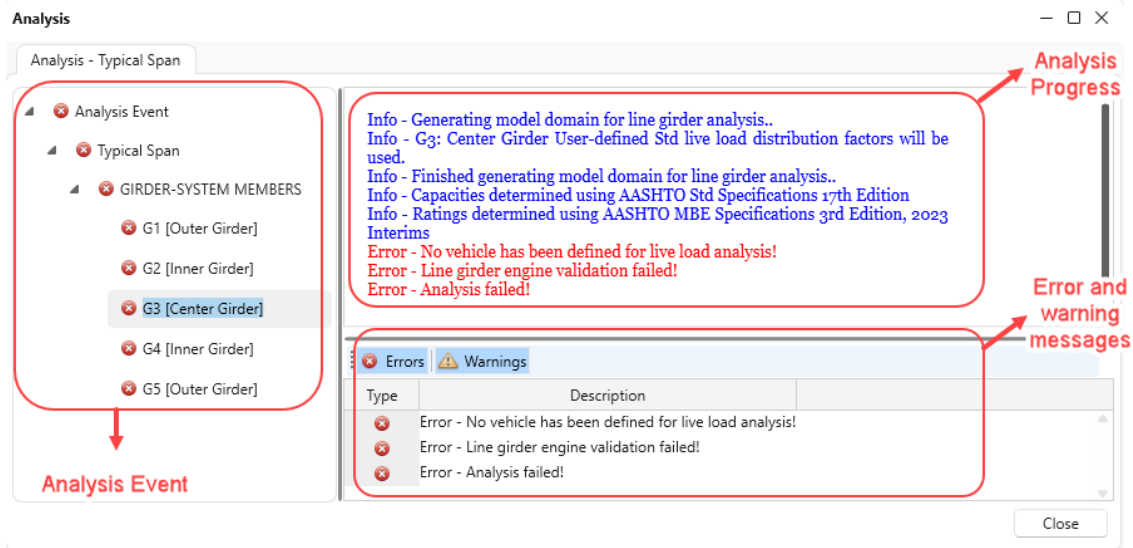 Analysis
Analysis - Typical Span
Analysis Event
Typical Span
GIRDER-SYSTEM MEMBERS
G1 [Outer Girder]
G2 [Inner Girder]
G3 [Center Girder]
G4 [Inner Girder]
G5 [Outer Girder]
Analysis Event
Info - Generating model domain for line girder analysis..
Info - G3: Center Girder User-defined Std live load distribution factors will be
used.
Info - Finished generating model domain for line girder analysis..
Info - Capacities determined using AASHTO Std Specifications 17th Edition
Info - Ratings determined using AASHTO MBE Specifications 3rd Edition, 2023
Interims
Error - No vehicle has been defined for live load analysis!
Error - Line girder engine validation failed!
Error - Analysis failed!
Analysis
Progress
Errors Warnings
Type Description
Error - No vehicle has been defined for live load analysis!
Error - Line girder engine validation failed!
Error - Analysis failed!
Error and
warning
messages
Close